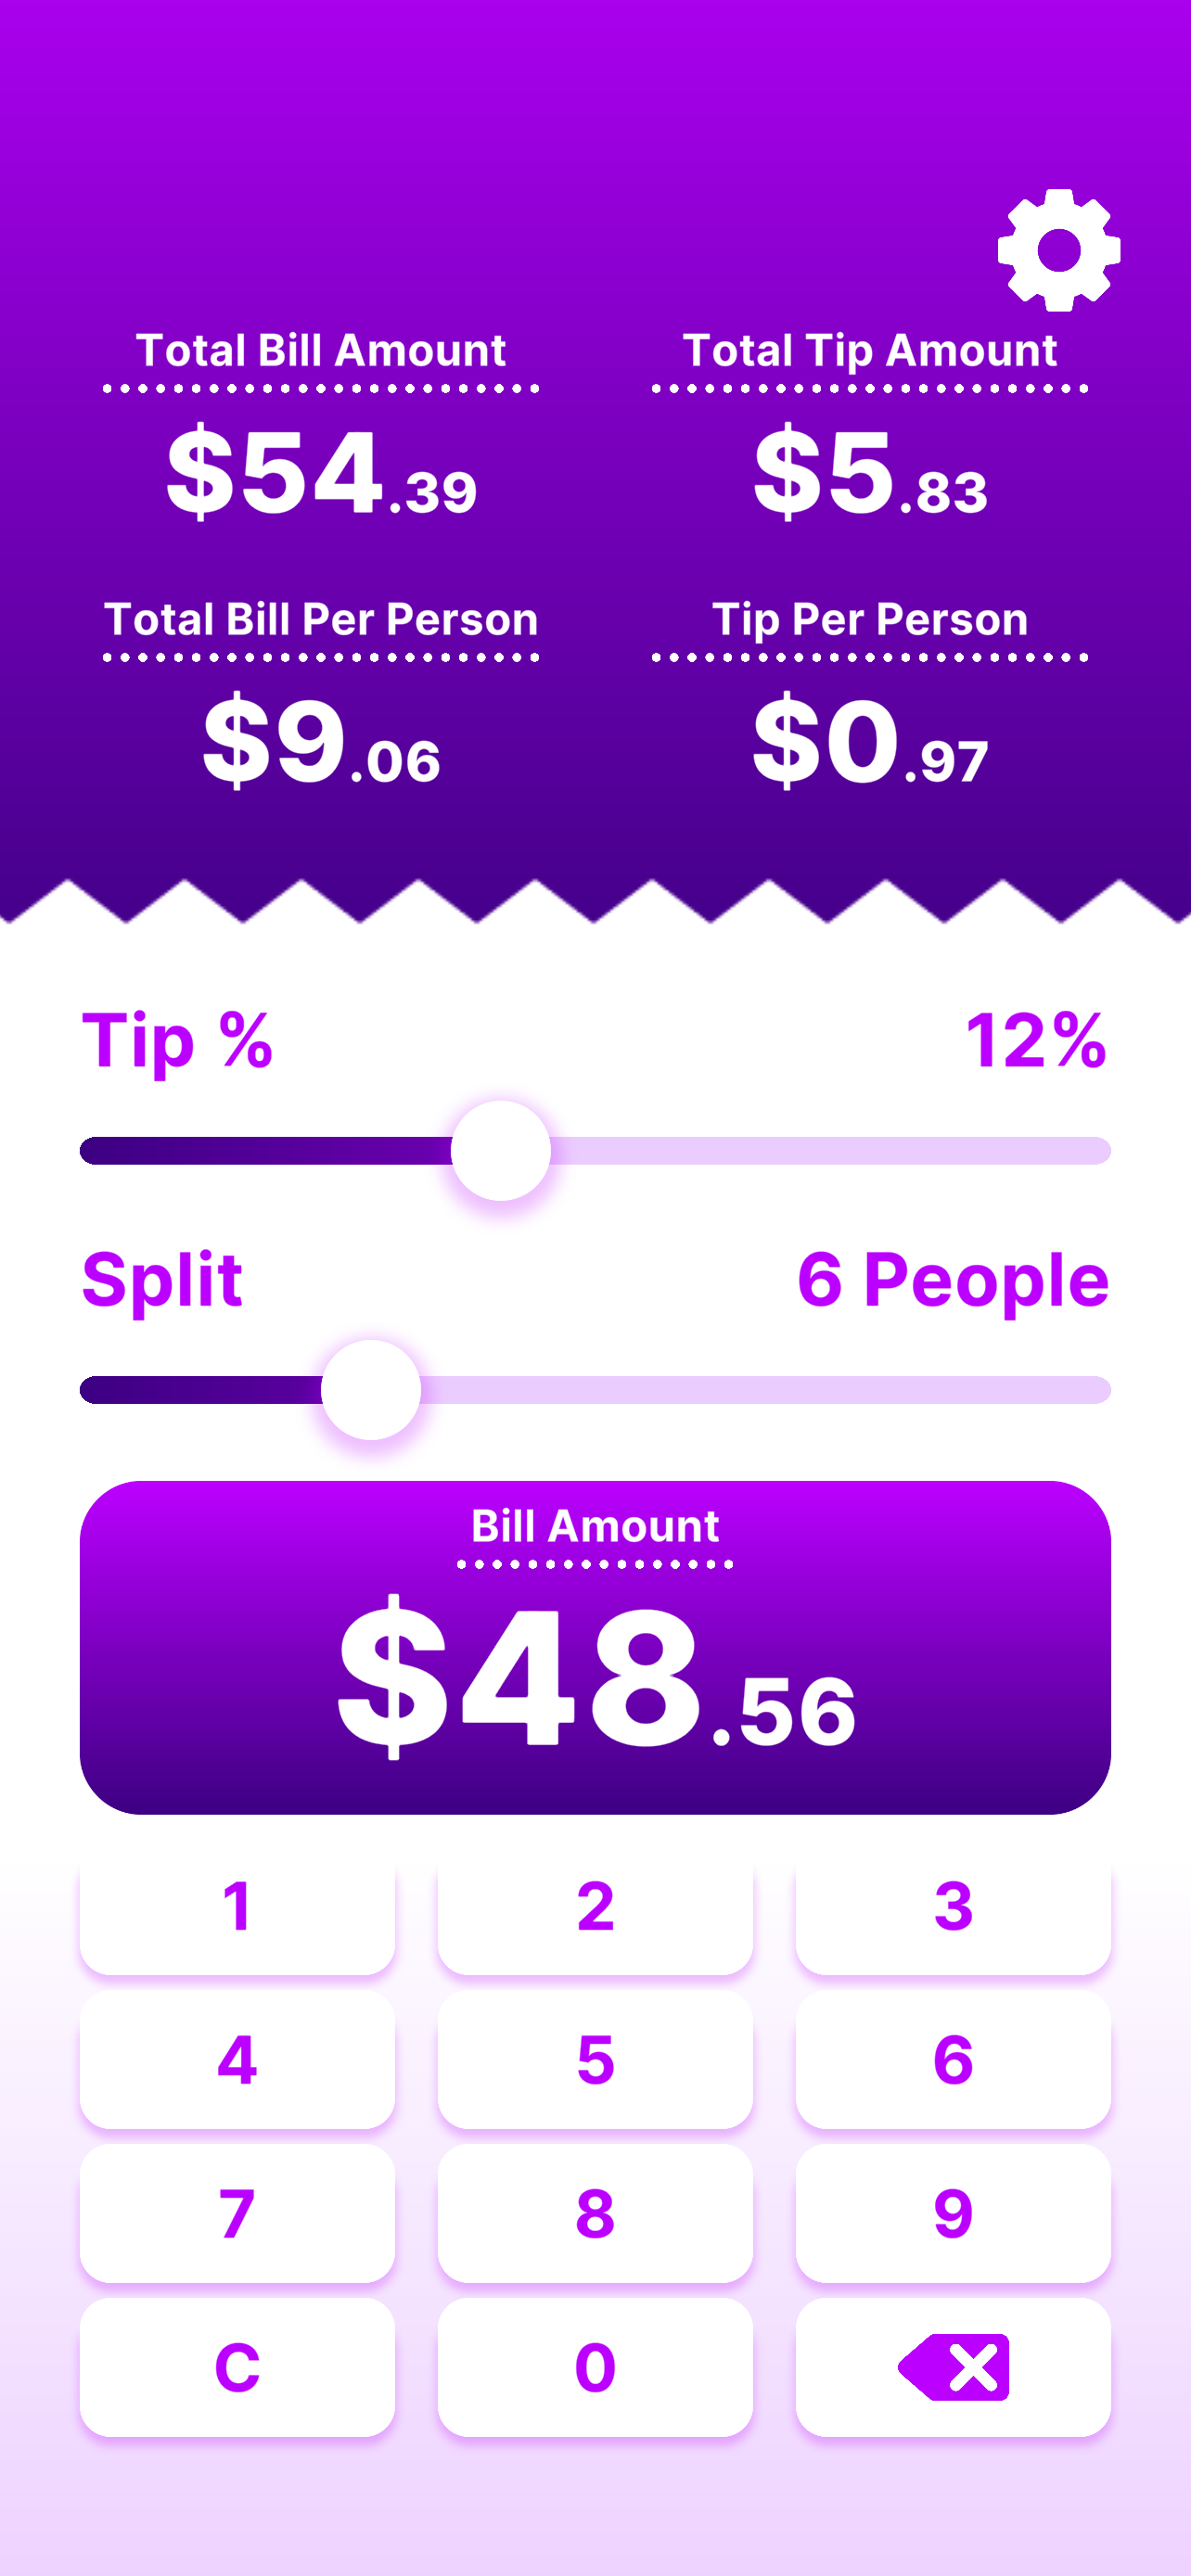 Total Bill Amount
$54.39
Total Tip Amount
$5.83
Total Bill Per Person
$9.06
Tip Per Person
$0.97
Tip % 12%
Split 6 People
Bill Amount
$48.56
1 2 3
4 5 6
7 8 9
C 0